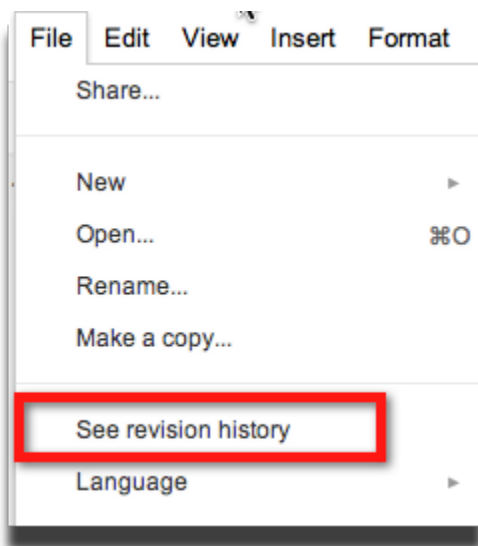 File Edit View Insert Format
Share...
New
Open... ⌘O
Rename...
Make a copy...
See revision history
Language